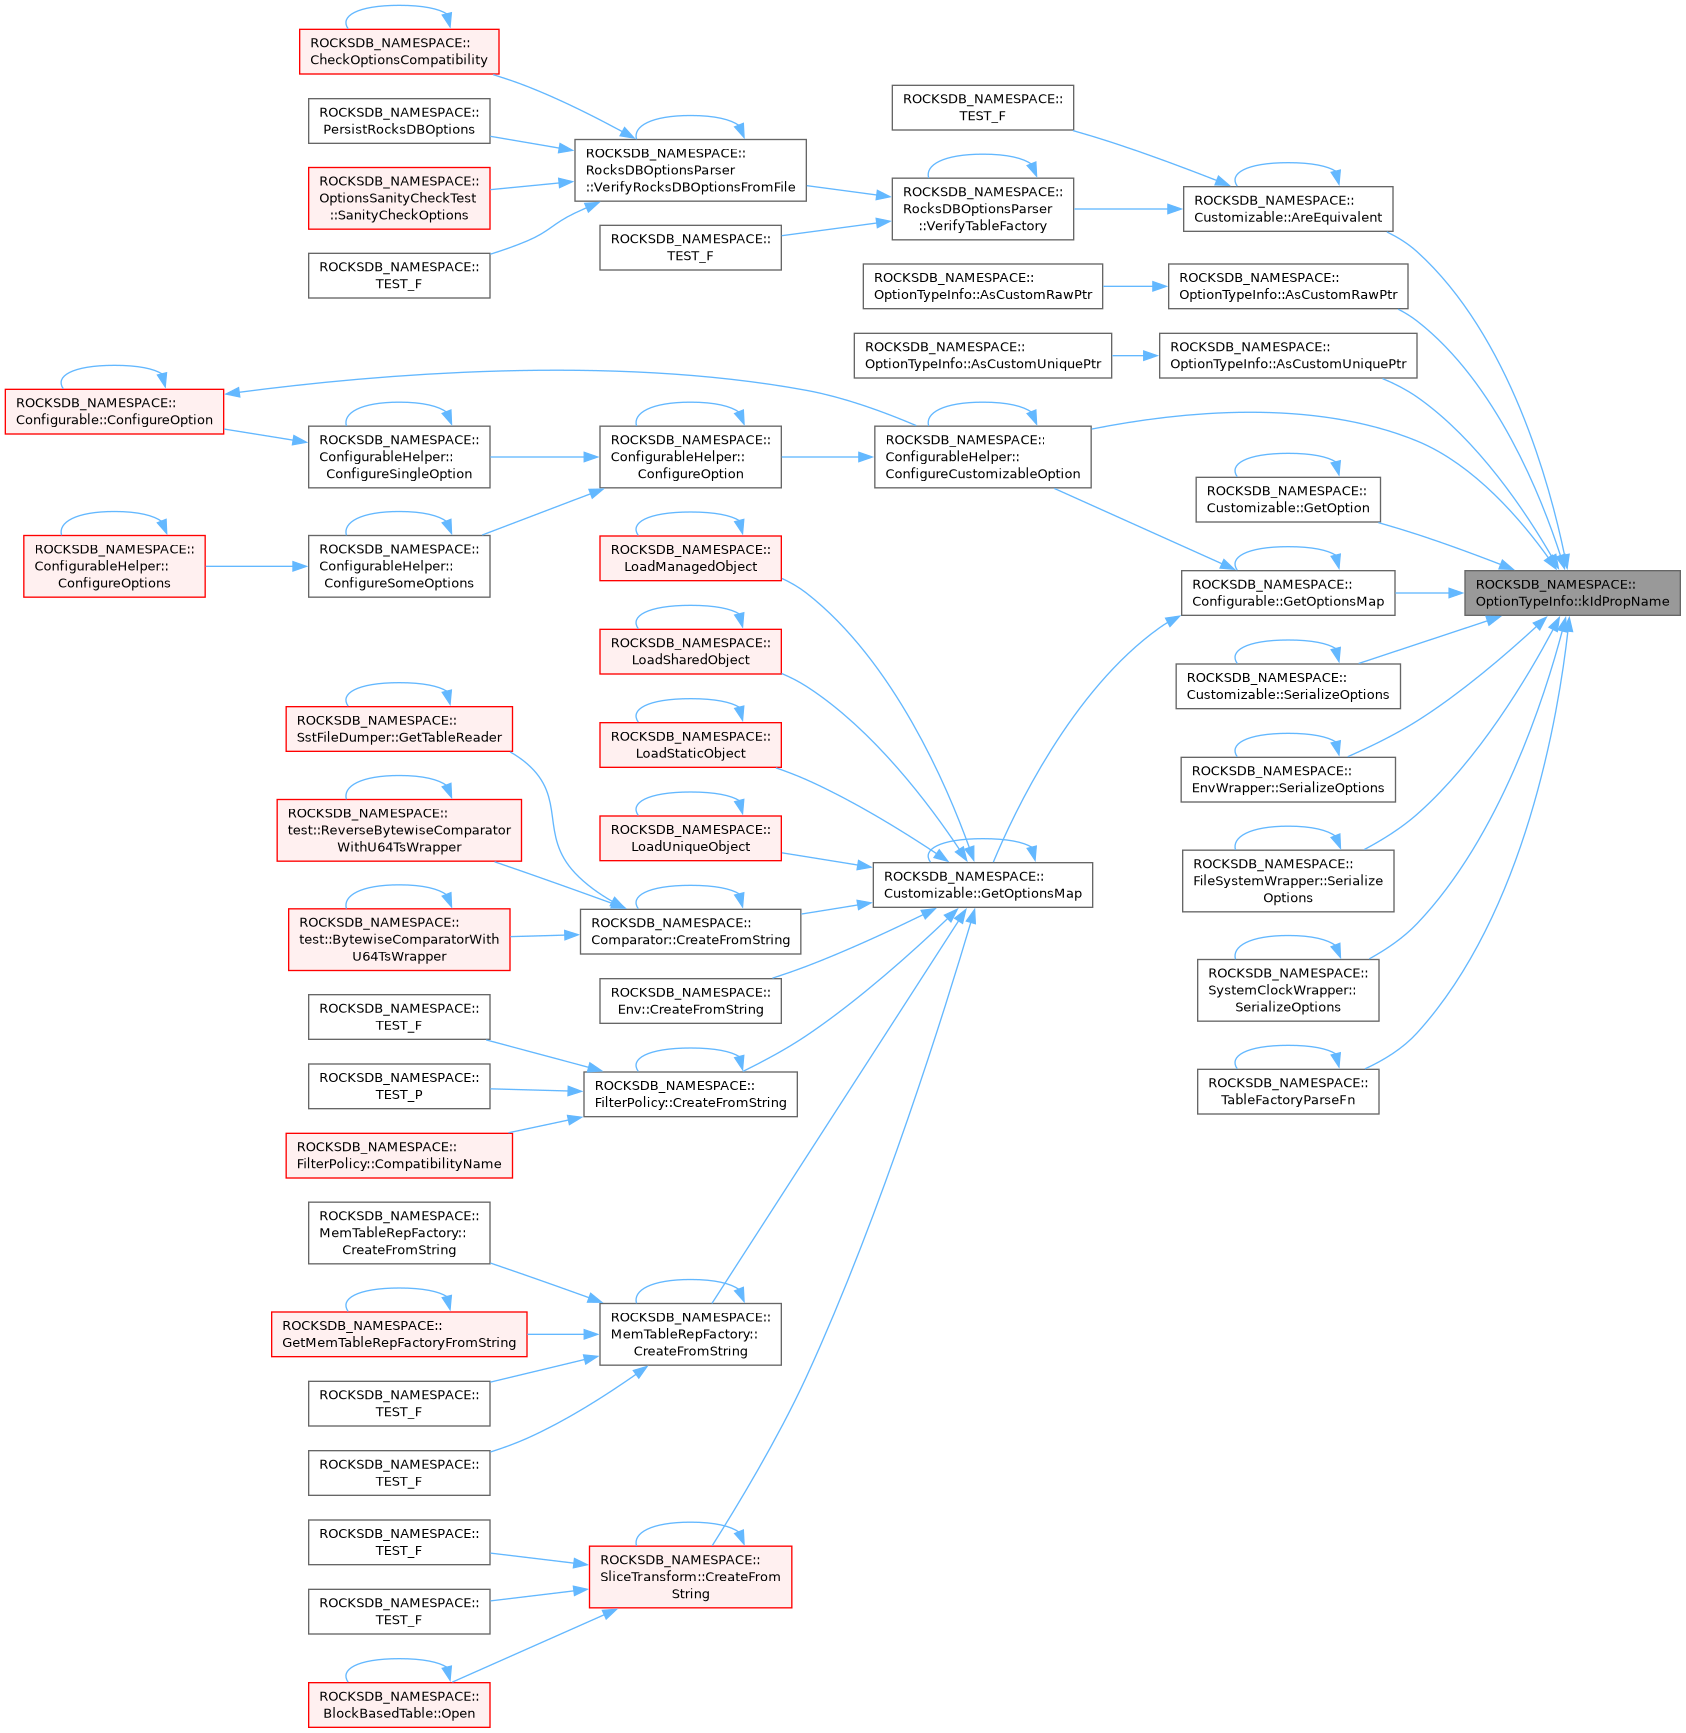 ROCKSDB_NAMESPACE::
CheckOptionsCompatibility
ROCKSDB_NAMESPACE::
PersistRocksDBOptions
ROCKSDB_NAMESPACE::
OptionsSanityCheckTest
::SanityCheckOptions
ROCKSDB_NAMESPACE::
TEST_F
ROCKSDB_NAMESPACE::
RocksDBOptionsParser
::VerifyRocksDBOptionsFromFile
ROCKSDB_NAMESPACE::
TEST_F
ROCKSDB_NAMESPACE::
TEST_F
ROCKSDB_NAMESPACE::
RocksDBOptionsParser
::VerifyTableFactory
ROCKSDB_NAMESPACE::
Customizable::AreEquivalent
ROCKSDB_NAMESPACE::
OptionTypeInfo::AsCustomRawPtr
ROCKSDB_NAMESPACE::
OptionTypeInfo::AsCustomRawPtr
ROCKSDB_NAMESPACE::
OptionTypeInfo::AsCustomUniquePtr
ROCKSDB_NAMESPACE::
OptionTypeInfo::AsCustomUniquePtr
ROCKSDB_NAMESPACE::
Configurable::ConfigureOption
ROCKSDB_NAMESPACE::
ConfigurableHelper::
ConfigureSingleOption
ROCKSDB_NAMESPACE::
ConfigurableHelper::
ConfigureOption
ROCKSDB_NAMESPACE::
ConfigurableHelper::
ConfigureCustomizableOption
ROCKSDB_NAMESPACE::
Customizable::GetOption
ROCKSDB_NAMESPACE::
ConfigurableHelper::
ConfigureOptions
ROCKSDB_NAMESPACE::
ConfigurableHelper::
ConfigureSomeOptions
ROCKSDB_NAMESPACE::
LoadManagedObject
ROCKSDB_NAMESPACE::
Configurable::GetOptionsMap
ROCKSDB_NAMESPACE::
OptionTypeInfo::kIdPropName
ROCKSDB_NAMESPACE::
LoadSharedObject
ROCKSDB_NAMESPACE::
Customizable::SerializeOptions
ROCKSDB_NAMESPACE::
SstFileDumper::GetTableReader
ROCKSDB_NAMESPACE::
LoadStaticObject
ROCKSDB_NAMESPACE::
EnvWrapper::SerializeOptions
ROCKSDB_NAMESPACE::
test::ReverseBytewiseComparator
WithU64TsWrapper
ROCKSDB_NAMESPACE::
LoadUniqueObject
ROCKSDB_NAMESPACE::
Customizable::GetOptionsMap
ROCKSDB_NAMESPACE::
FileSystemWrapper::Serialize
Options
ROCKSDB_NAMESPACE::
test::BytewiseComparatorWith
U64TsWrapper
ROCKSDB_NAMESPACE::
Comparator::CreateFromString
ROCKSDB_NAMESPACE::
Env::CreateFromString
ROCKSDB_NAMESPACE::
SystemClockWrapper::
SerializeOptions
ROCKSDB_NAMESPACE::
TEST_F
ROCKSDB_NAMESPACE::
TEST_P
ROCKSDB_NAMESPACE::
FilterPolicy::CreateFromString
ROCKSDB_NAMESPACE::
TableFactoryParseFn
ROCKSDB_NAMESPACE::
FilterPolicy::CompatibilityName
ROCKSDB_NAMESPACE::
MemTableRepFactory::
CreateFromString
ROCKSDB_NAMESPACE::
GetMemTableRepFactoryFromString
ROCKSDB_NAMESPACE::
MemTableRepFactory::
CreateFromString
ROCKSDB_NAMESPACE::
TEST_F
ROCKSDB_NAMESPACE::
TEST_F
ROCKSDB_NAMESPACE::
TEST_F
ROCKSDB_NAMESPACE::
SliceTransform::CreateFrom
String
ROCKSDB_NAMESPACE::
TEST_F
ROCKSDB_NAMESPACE::
BlockBasedTable::Open